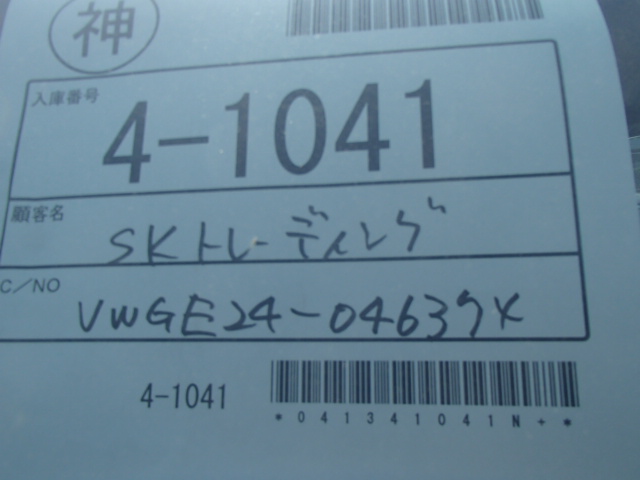 神
入庫番号
4-1041
顧客名
SKトレーディング
C/NO
VWGE24-04637X
4-1041
*041341041N+*